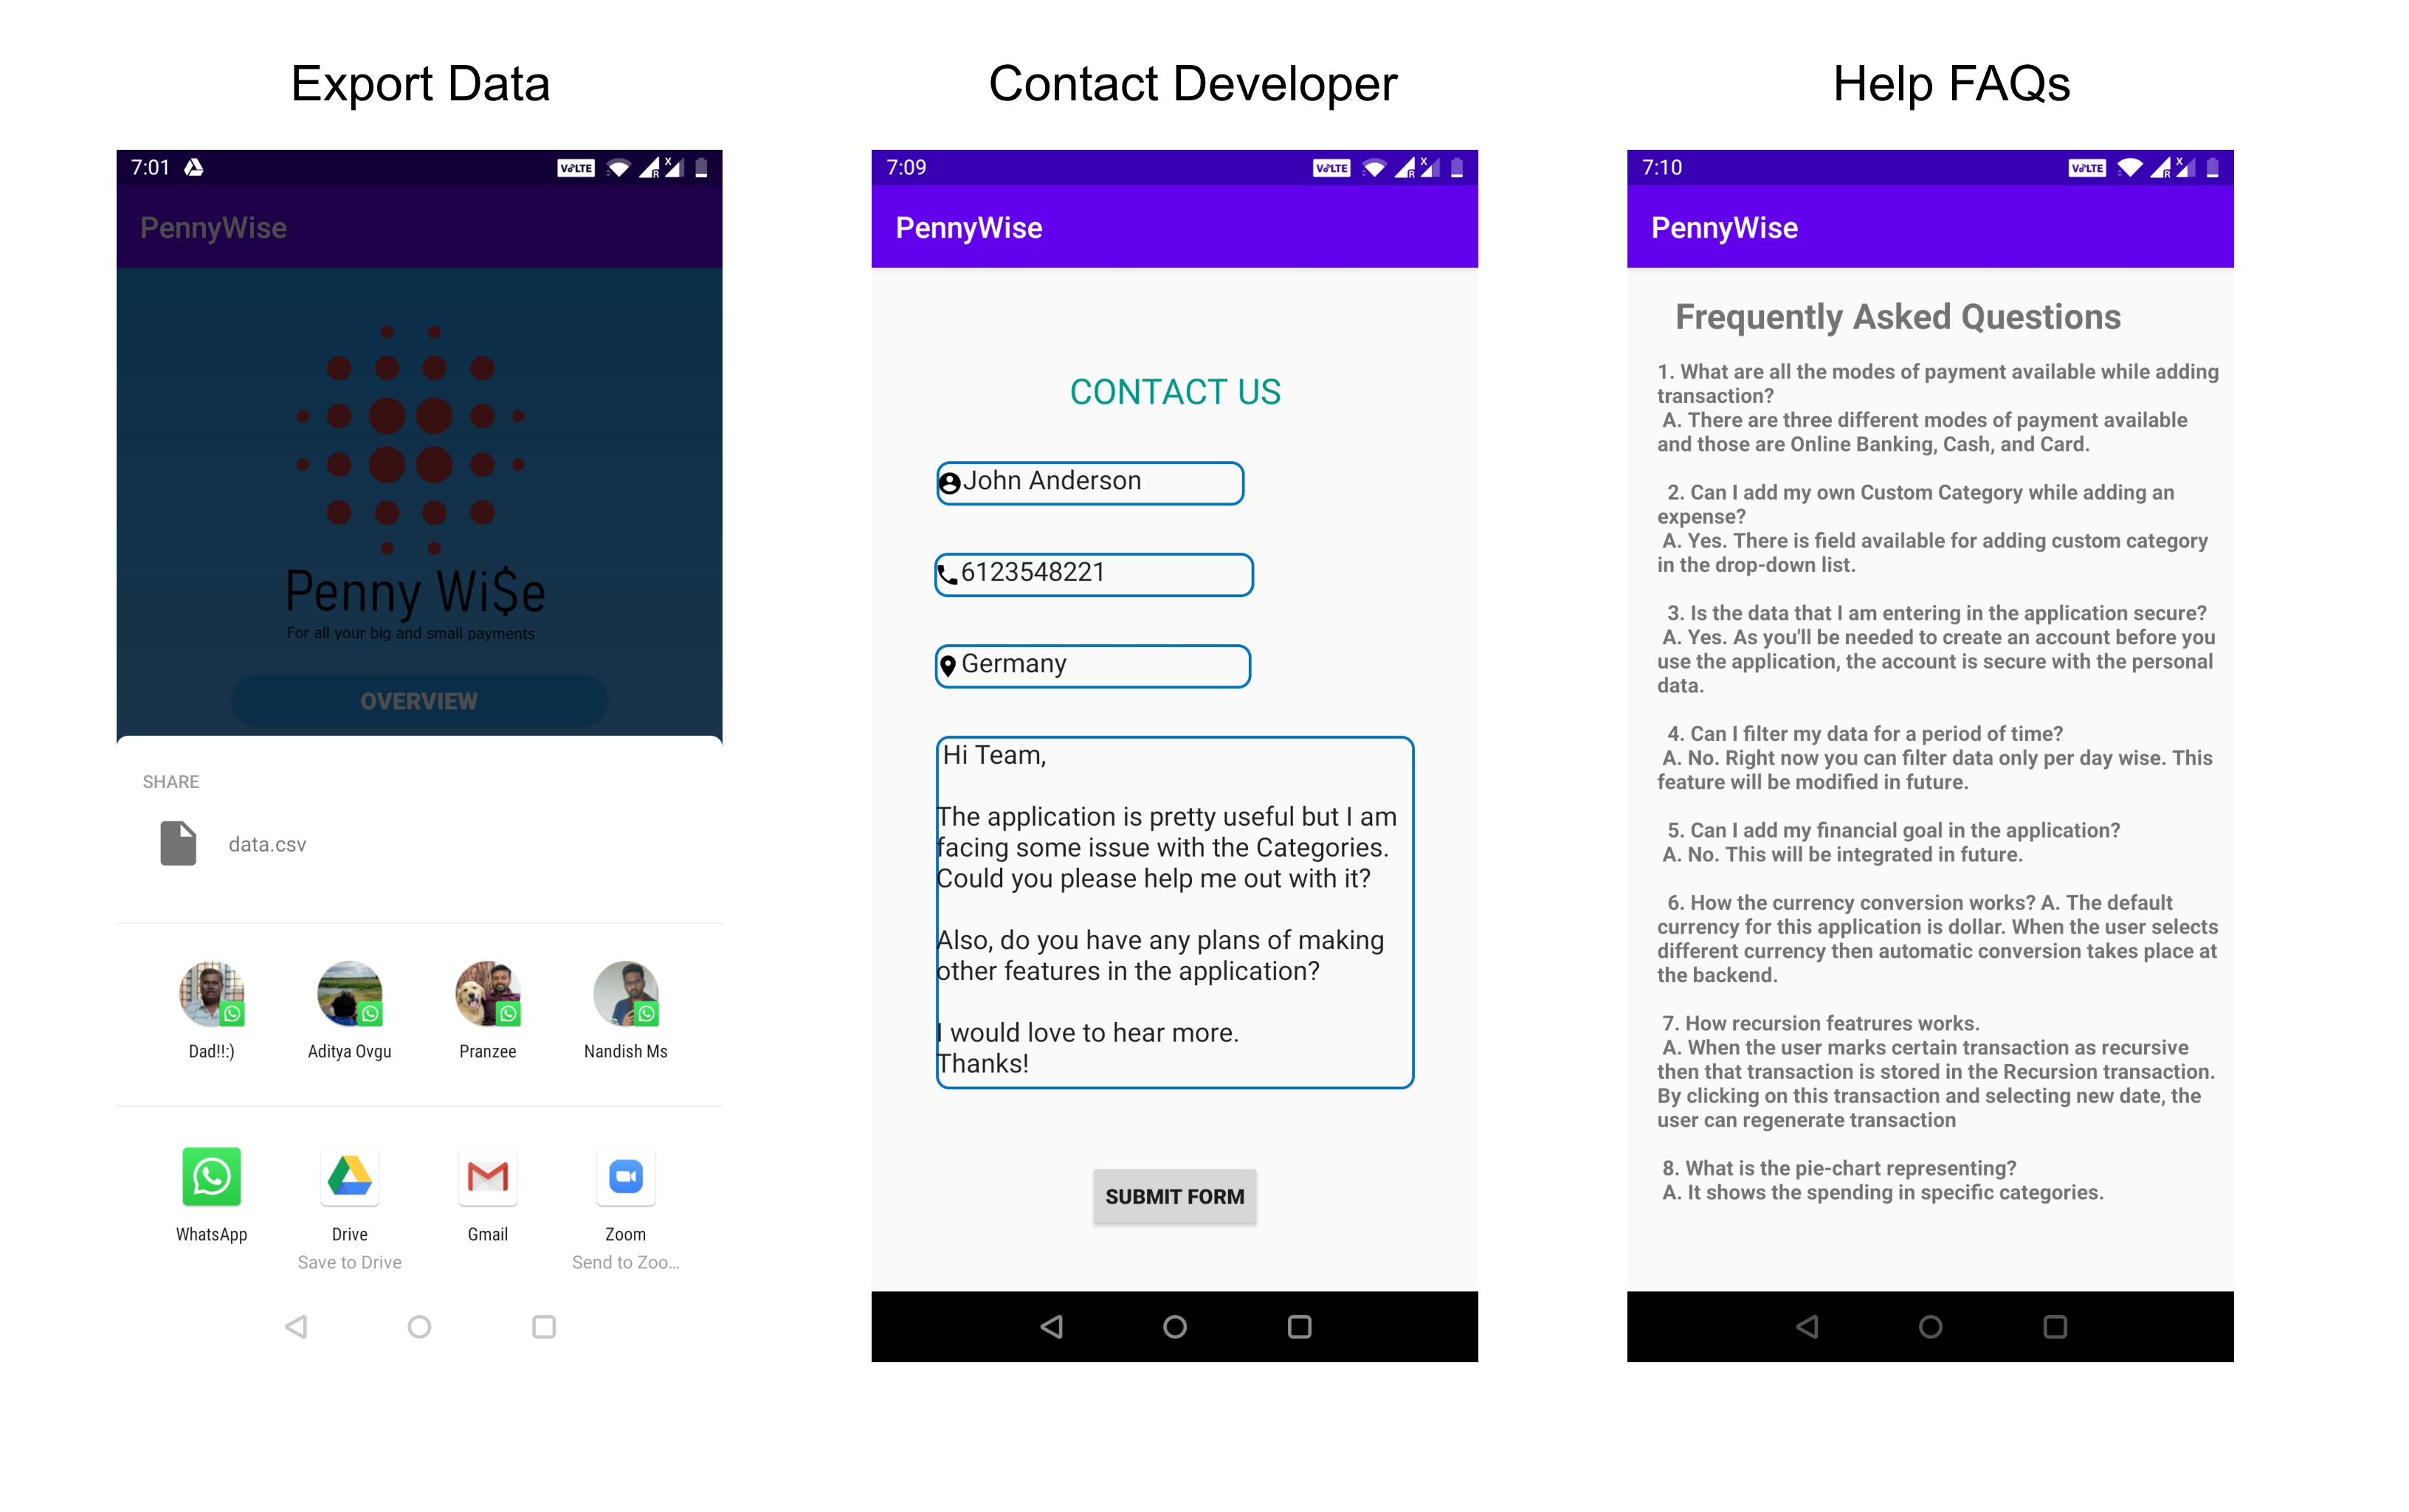 Export Data
7:01
VoLTE
R
X
PennyWise
Penny Wi$e
For all your big and small payments
OVERVIEW
SHARE
data.csv
Dad!!:)
Aditya Ovgu
Pranzee
Nandish Ms
WhatsApp
Drive
Gmail
Zoom
Save to Drive
Send to Zoo...
Contact Developer
7:09
VoLTE
R
X
PennyWise
CONTACT US
John Anderson
6123548221
Germany
Hi Team,
The application is pretty useful but I am
facing some issue with the Categories.
Could you please help me out with it?
Also, do you have any plans of making
other features in the application?
I would love to hear more.
Thanks!
SUBMIT FORM
Help FAQs
7:10
VoLTE
R
X
PennyWise
Frequently Asked Questions
1. What are all the modes of payment available while adding
transaction?
A. There are three different modes of payment available
and those are Online Banking, Cash, and Card.
2. Can I add my own Custom Category while adding an
expense?
A. Yes. There is field available for adding custom category
in the drop-down list.
3. Is the data that I am entering in the application secure?
A. Yes. As you'll be needed to create an account before you
use the application, the account is secure with the personal
data.
4. Can I filter my data for a period of time?
A. No. Right now you can filter data only per day wise. This
feature will be modified in future.
5. Can I add my financial goal in the application?
A. No. This will be integrated in future.
6. How the currency conversion works? A. The default
currency for this application is dollar. When the user selects
different currency then automatic conversion takes place at
the backend.
7. How recursion featrures works.
A. When the user marks certain transaction as recursive
then that transaction is stored in the Recursion transaction.
By clicking on this transaction and selecting new date, the
user can regenerate transaction
8. What is the pie-chart representing?
A. It shows the spending in specific categories.